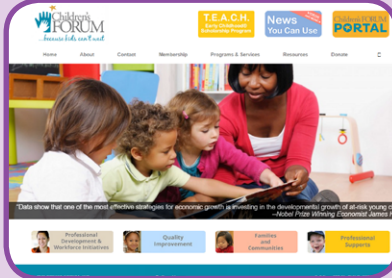 Children's
FORUM
...because kids can't wait
T.E.A.C.H.
Early Childhood
Scholarship Program
News
You Can Use
Children's FORUM
PORTAL
Home About Contact Membership Programs & Services Resources Donate
"Data show that one of the most effective strategies for economic growth is investing in the developmental growth of at-risk young c
--Nobel Prize Winning Economist James
Professional
Development &
Workforce Initiatives
Quality
Improvement
Families
and
Communities
Professional
Supports